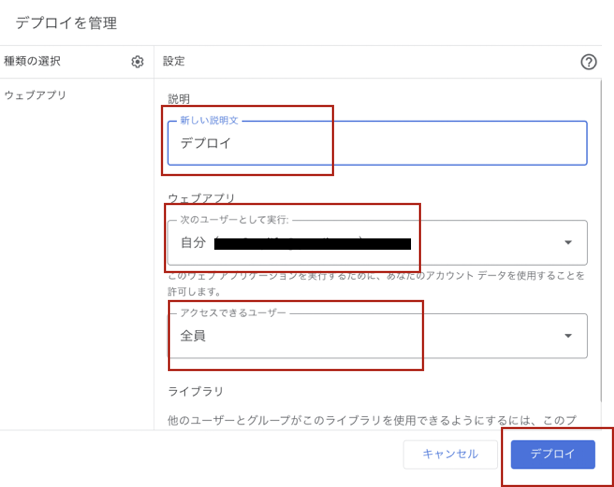 デプロイを管理
種類の選択
設定
ウェブアプリ
説明
新しい説明文
デプロイ
ウェブアプリ
次のユーザーとして実行:
自分
このウェブ アプリケーションを実行するために、あなたのアカウント データを使用することを
許可します。
アクセスできるユーザー
全員
ライブラリ
他のユーザーとグループがこのライブラリを使用できるようにするには、このプ
キャンセル
デプロイ